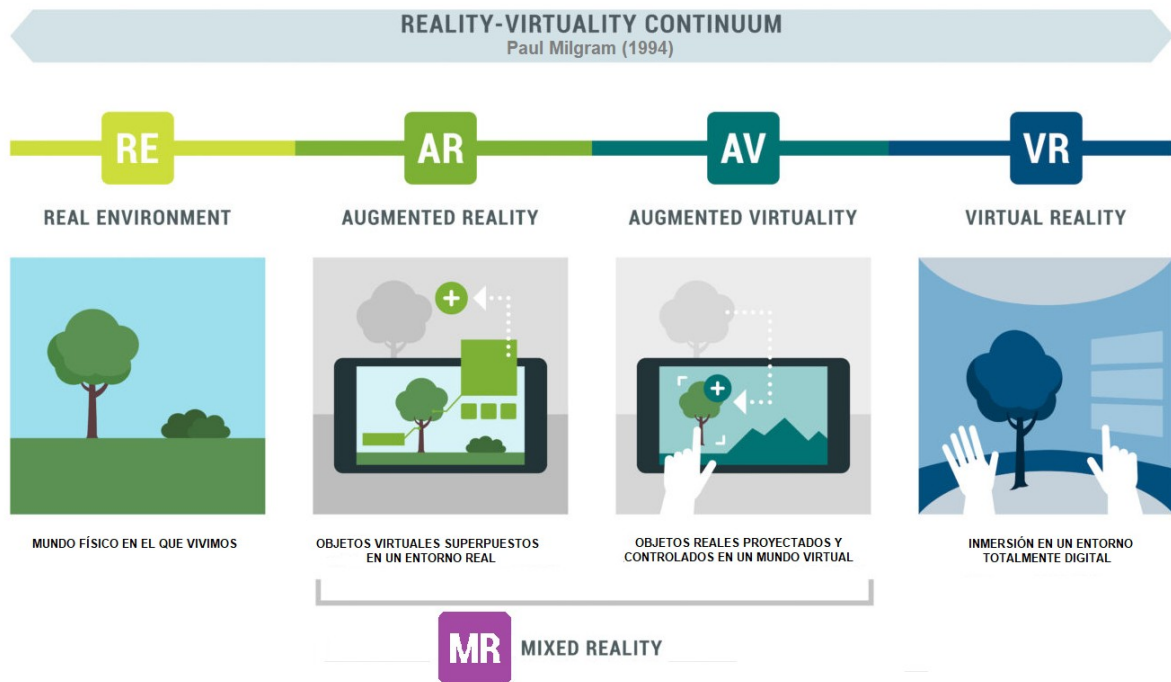 REALITY-VIRTUALITY CONTINUUM
Paul Milgram (1994)
RE
AR
AV
VR
REAL ENVIRONMENT
AUGMENTED REALITY
AUGMENTED VIRTUALITY
VIRTUAL REALITY
MUNDO FÍSICO EN EL QUE VIVIMOS
OBJETOS VIRTUALES SUPERPUESTOS
EN UN ENTORNO REAL
OBJETOS REALES PROYECTADOS Y
CONTROLADOS EN UN MUNDO VIRTUAL
INMERSIÓN EN UN ENTORNO
TOTALMENTE DIGITAL
MR
MIXED REALITY